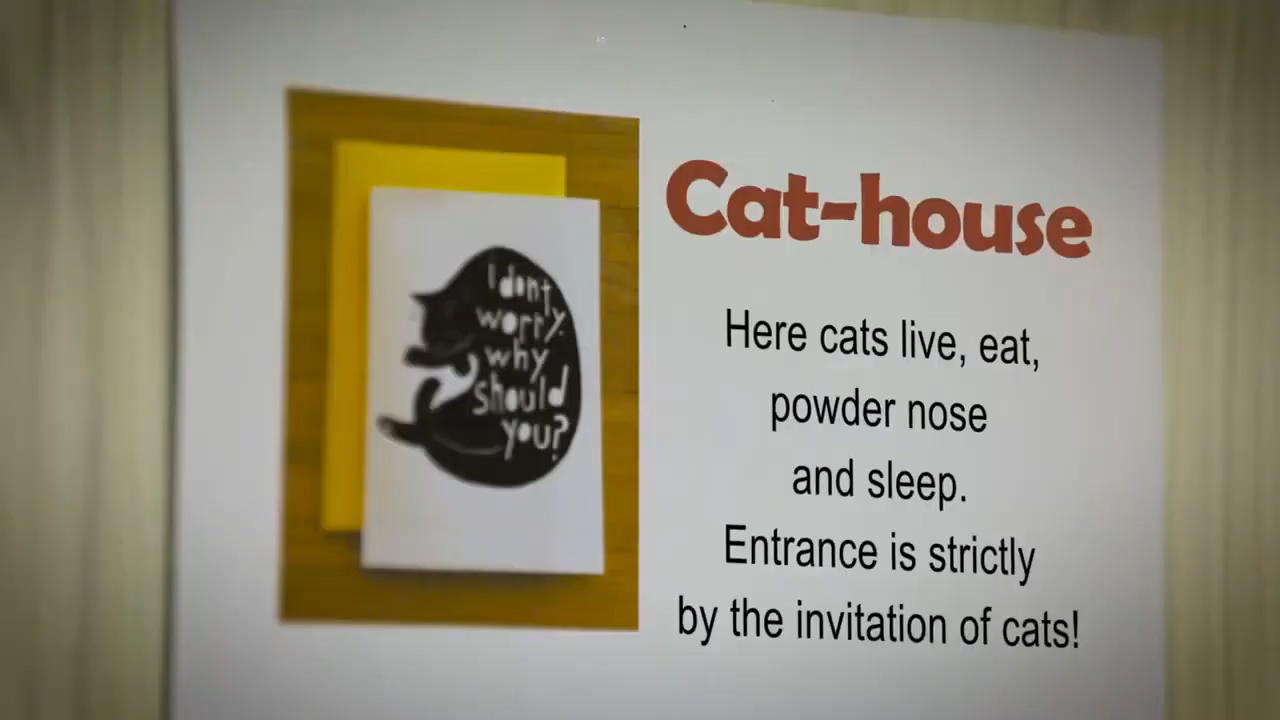 I dont
worry.
why
should
you?
Cat-house
Here cats live, eat,
powder nose
and sleep.
Entrance is strictly
by the invitation of cats!